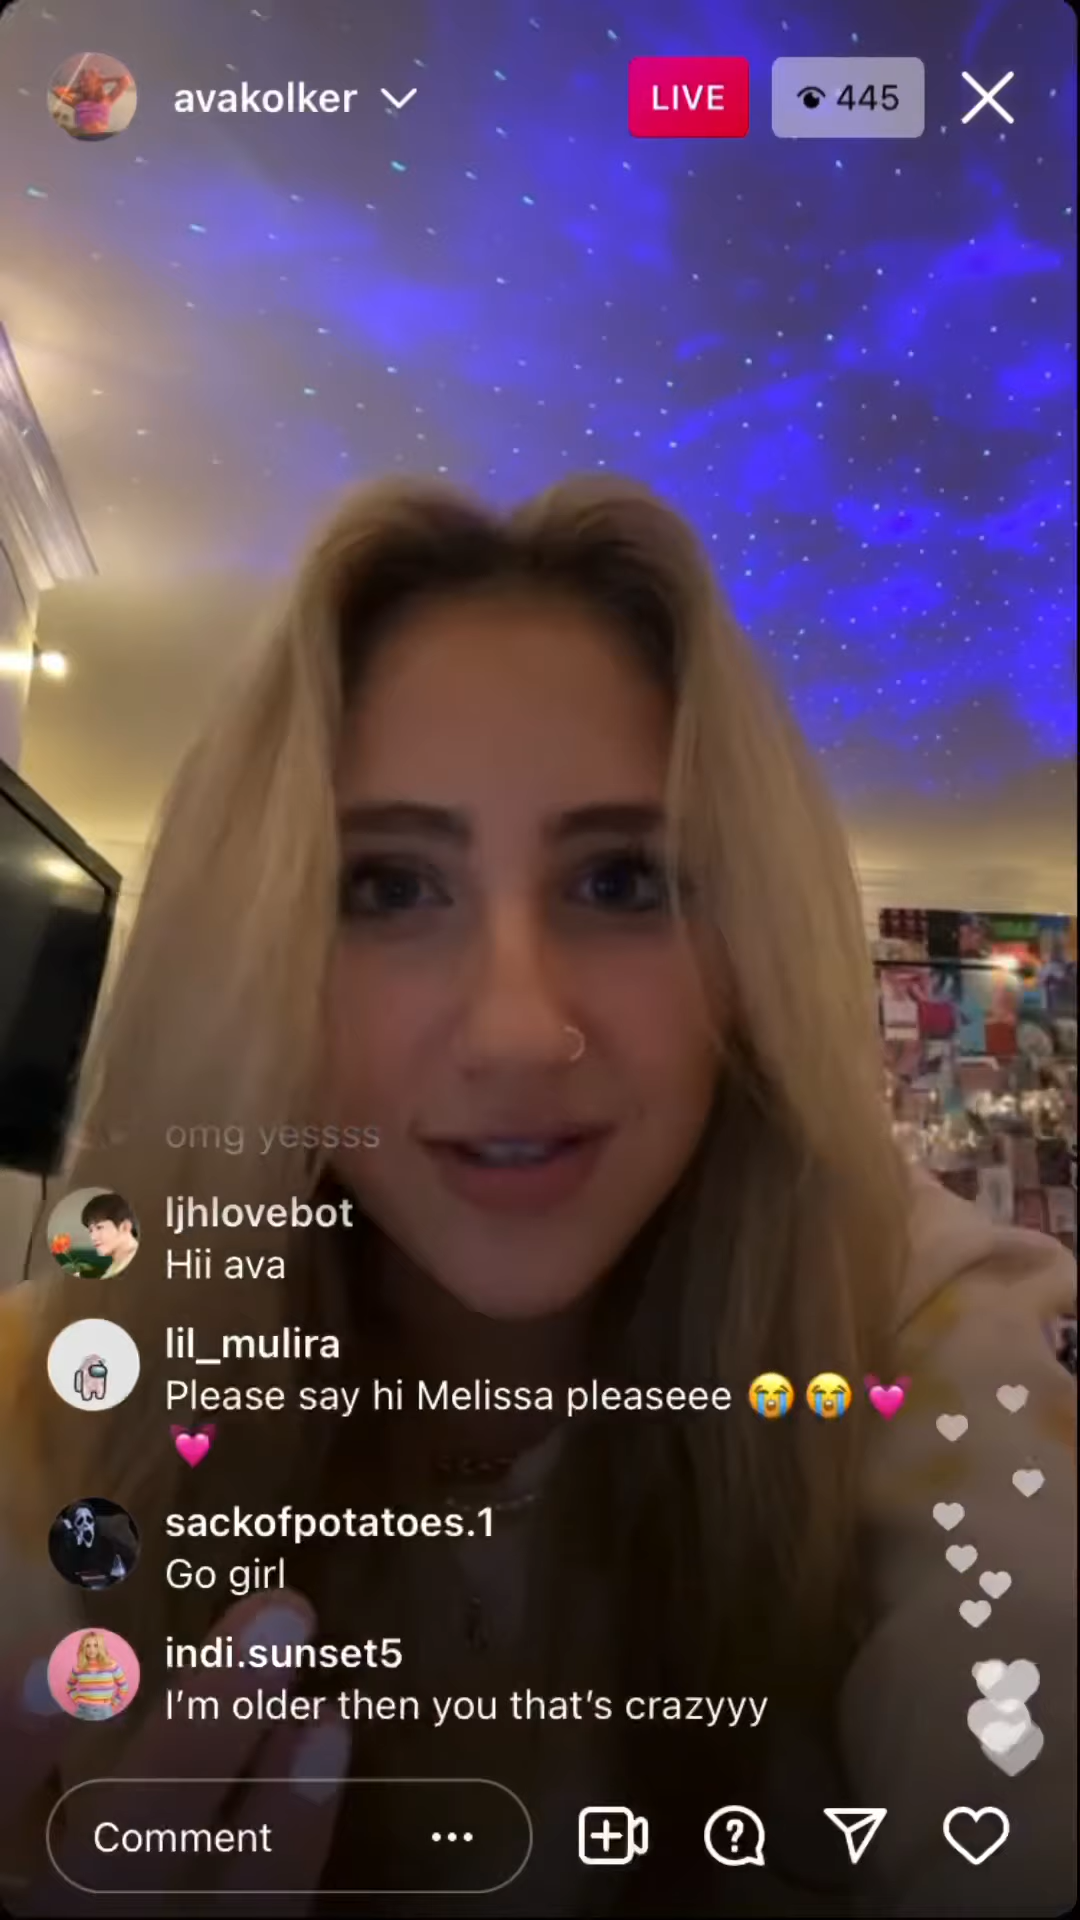 avakolker
LIVE
445
omg yessss
ljhlovebot
Hii ava
lil_mulira
Please say hi Melissa pleaseee 😭😭💓
💓
sackofpotatoes.1
Go girl
indi.sunset5
I’m older then you that’s crazyyy
Comment